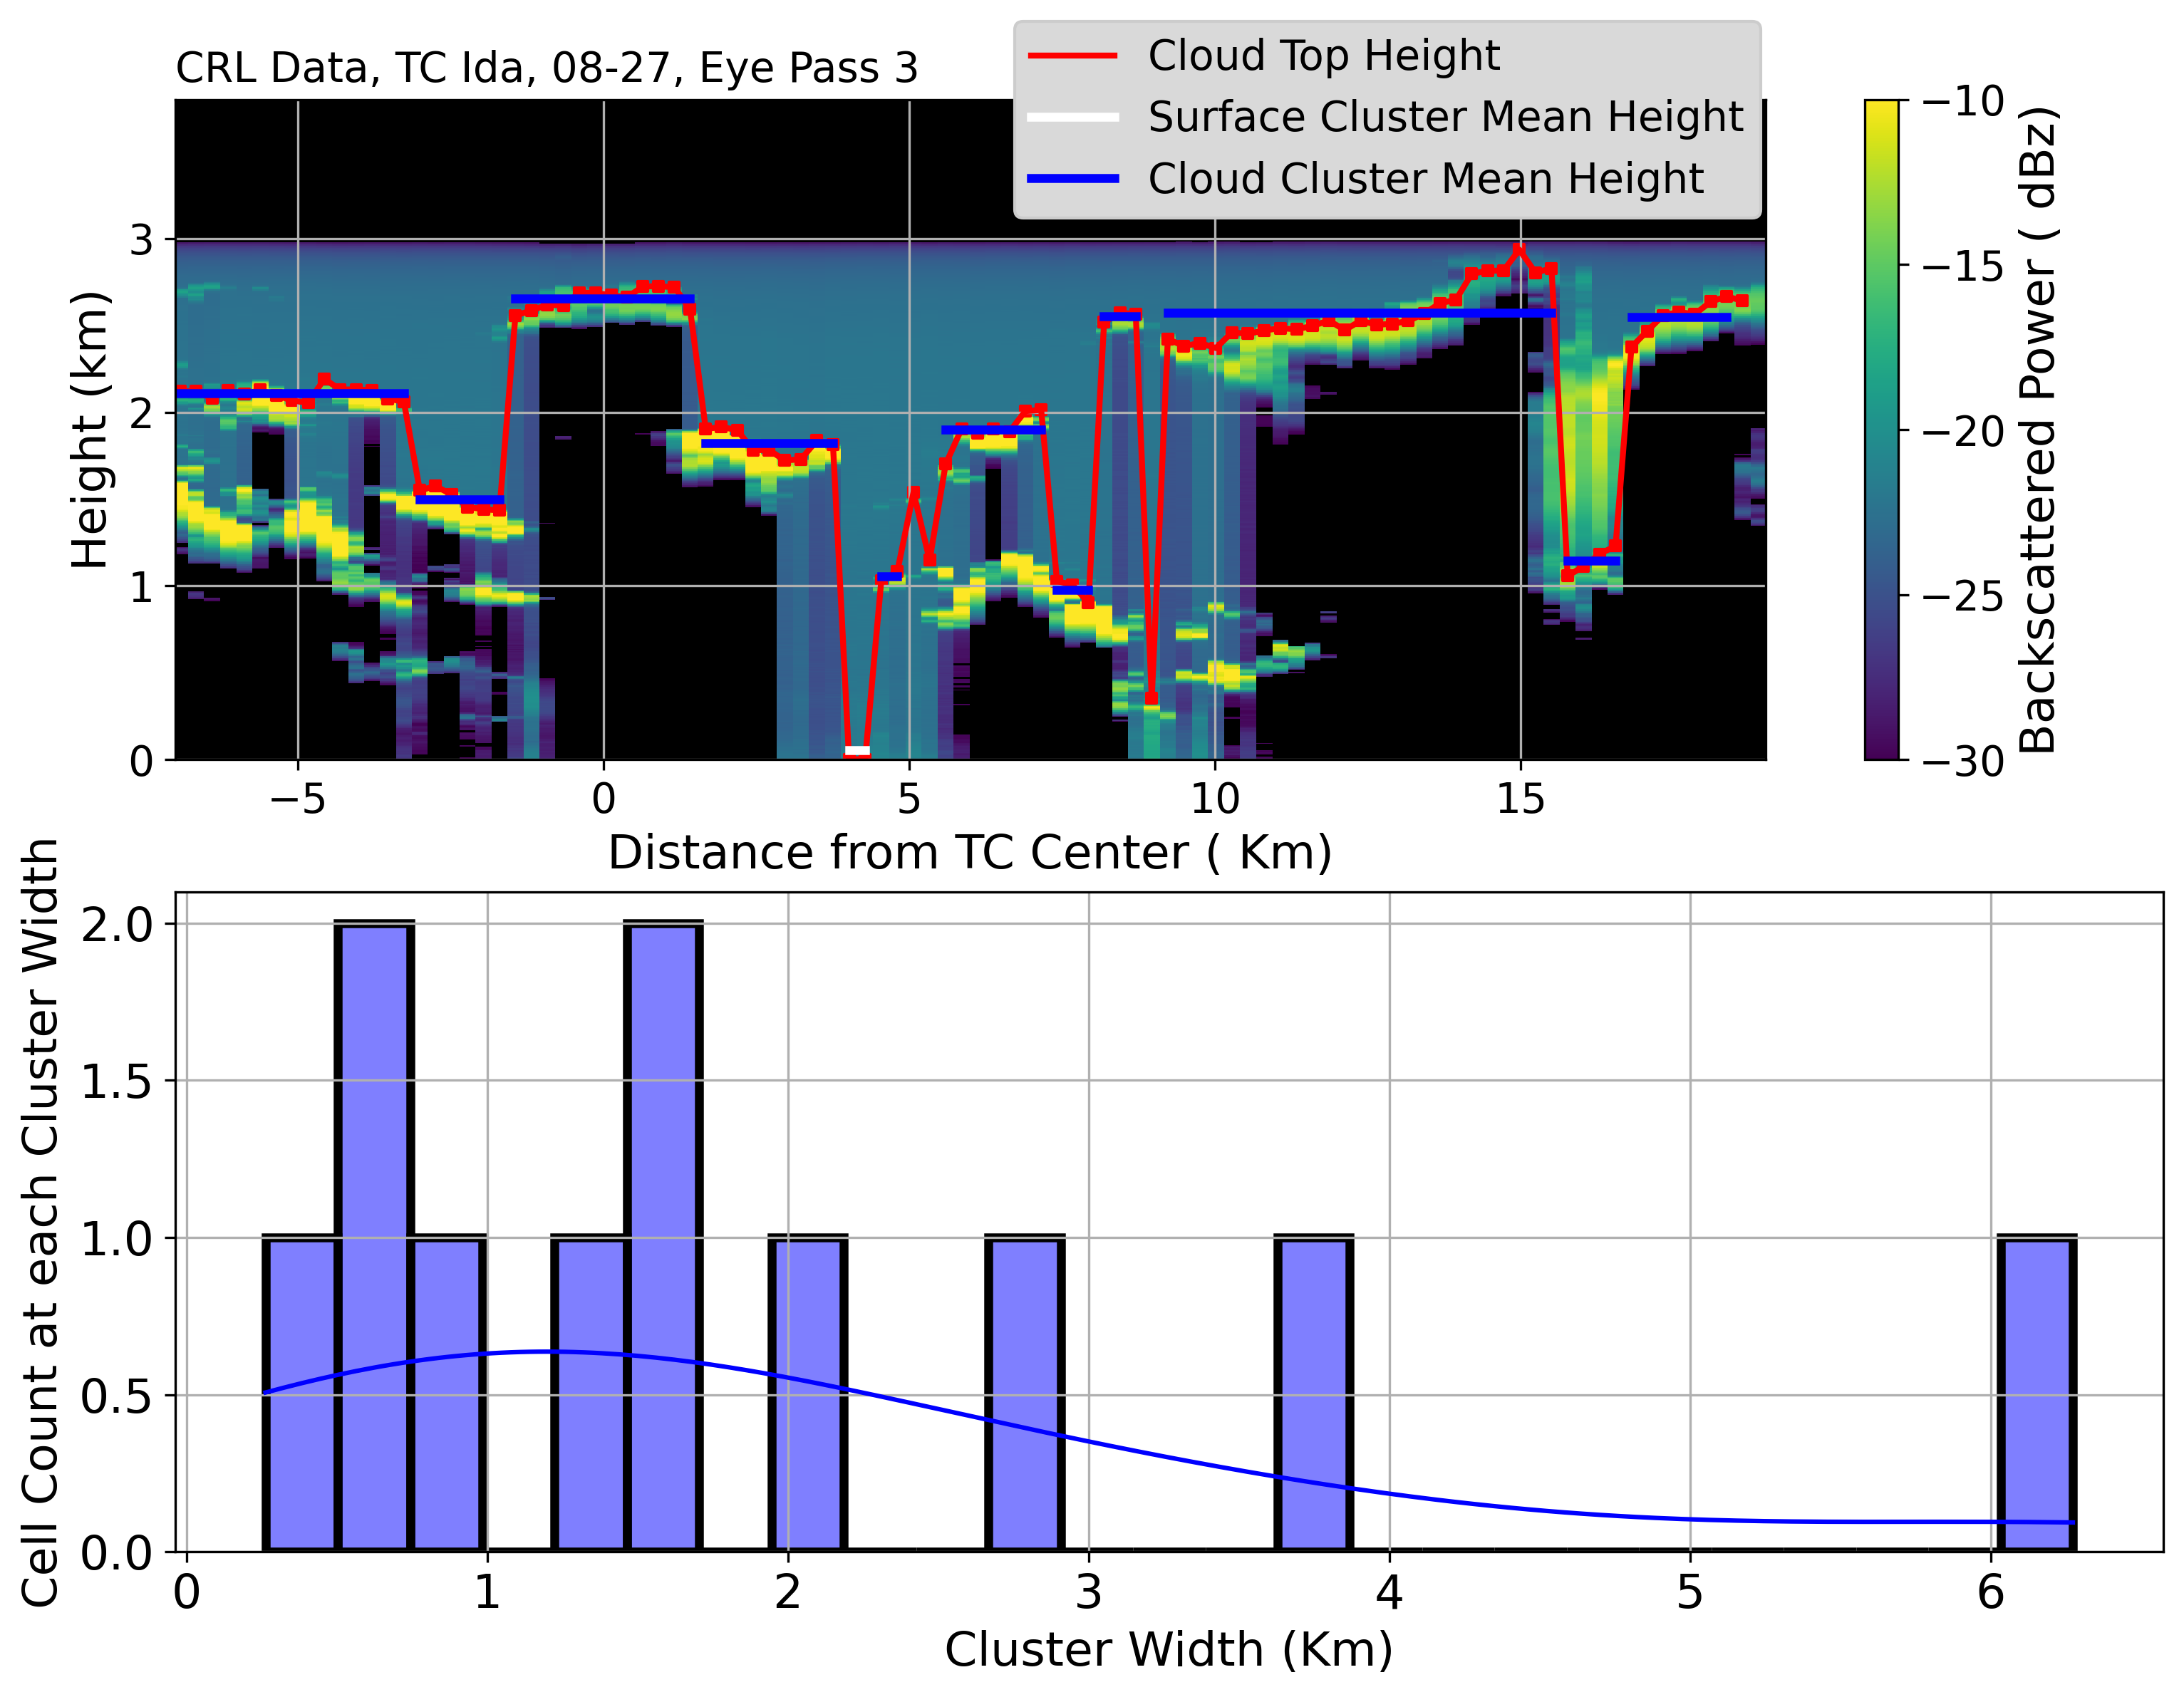 CRL Data, TC Ida, 08-27, Eye Pass 3
Cloud Top Height
Surface Cluster Mean Height
Cloud Cluster Mean Height
Height (km)
3
2
1
0
−5
0
5
10
15
Distance from TC Center ( Km)
−10
−15
−20
−25
−30
Backscattered Power ( dBz)
Cell Count at each Cluster Width
2.0
1.5
1.0
0.5
0.0
0
1
2
3
4
5
6
Cluster Width (Km)